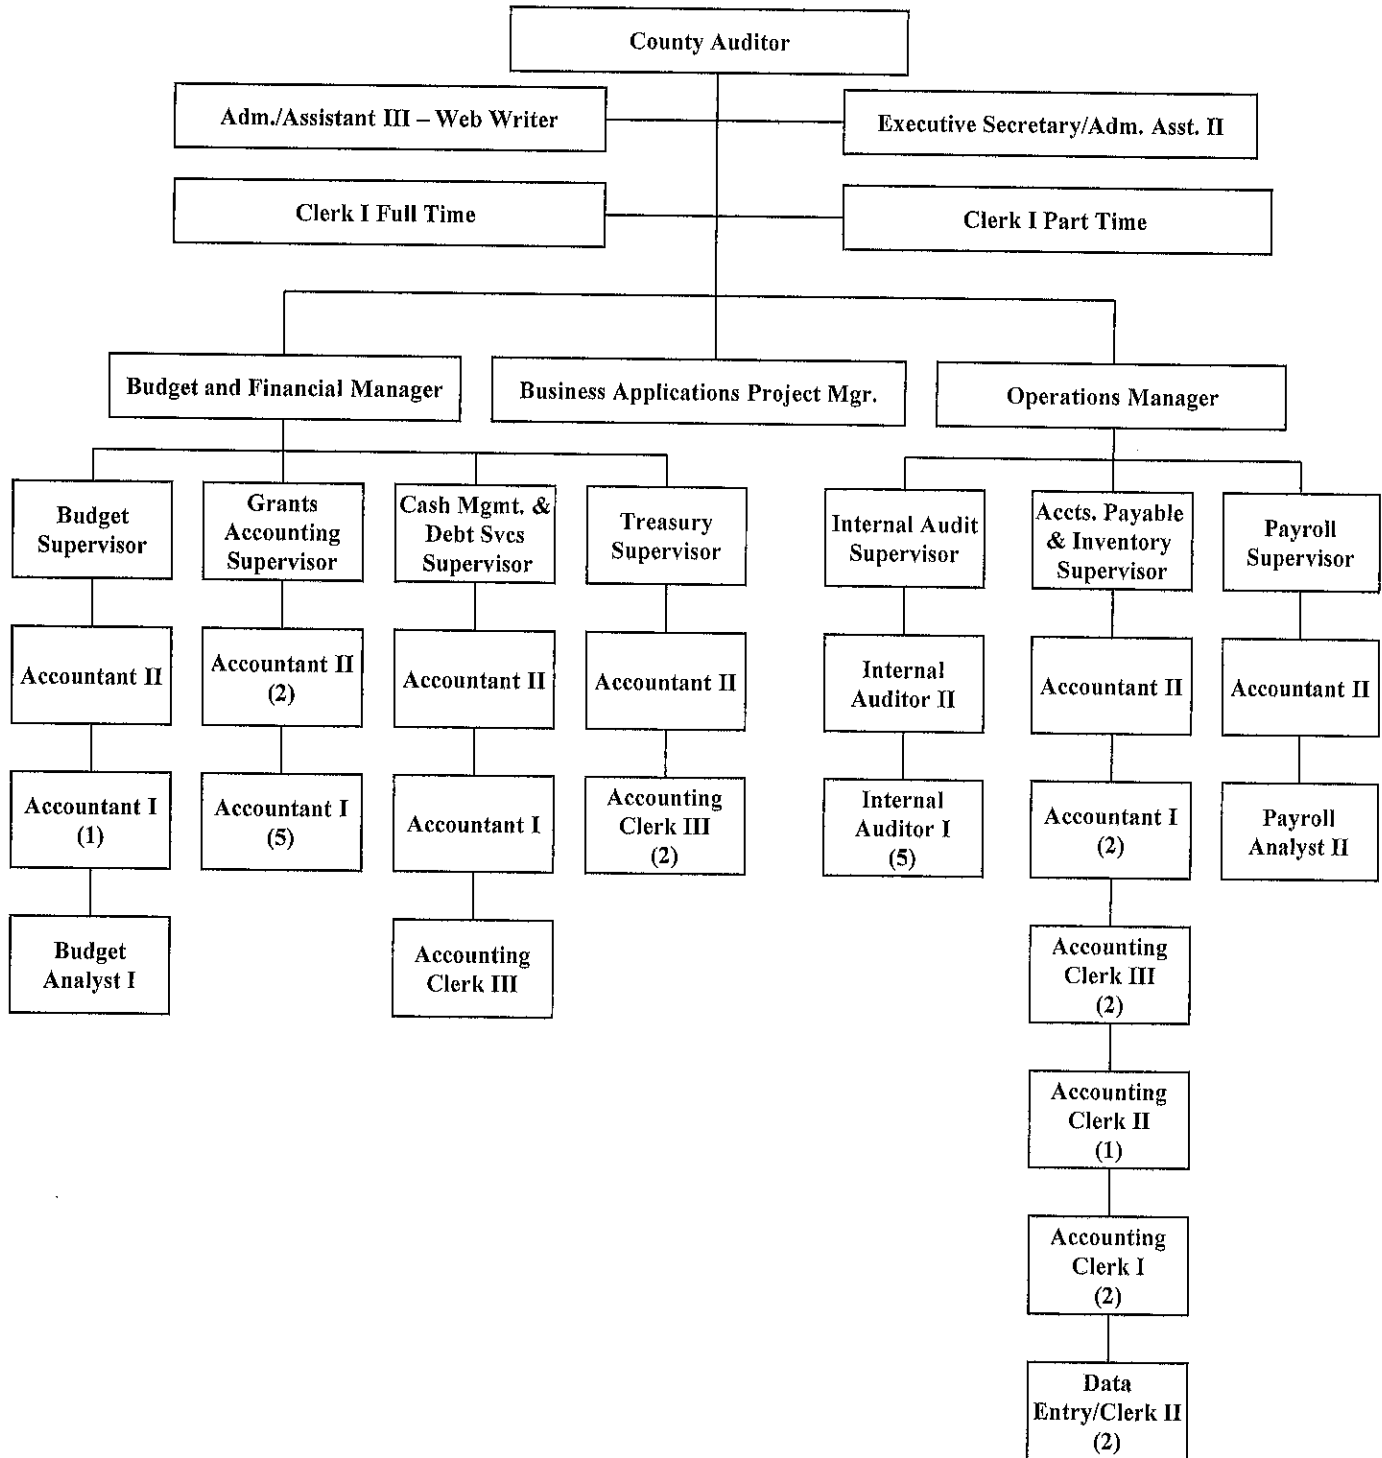 County Auditor
Adm./Assistant III – Web Writer
Executive Secretary/Adm. Asst. II
Clerk I Full Time
Clerk I Part Time
Budget and Financial Manager
Business Applications Project Mgr.
Operations Manager
Budget
Supervisor
Grants
Accounting
Supervisor
Cash Mgmt. &
Debt Svcs
Supervisor
Treasury
Supervisor
Internal Audit
Supervisor
Accts. Payable
& Inventory
Supervisor
Payroll
Supervisor
Accountant II
Accountant II
(2)
Accountant II
Accountant II
Internal
Auditor II
Accountant II
Accountant II
Accountant I
(1)
Accountant I
(5)
Accountant I
Accounting
Clerk III
(2)
Internal
Auditor I
(5)
Accountant I
(2)
Payroll
Analyst II
Budget
Analyst I
Accounting
Clerk III
Accounting
Clerk III
(2)
Accounting
Clerk II
(1)
Accounting
Clerk I
(2)
Data
Entry/Clerk II
(2)